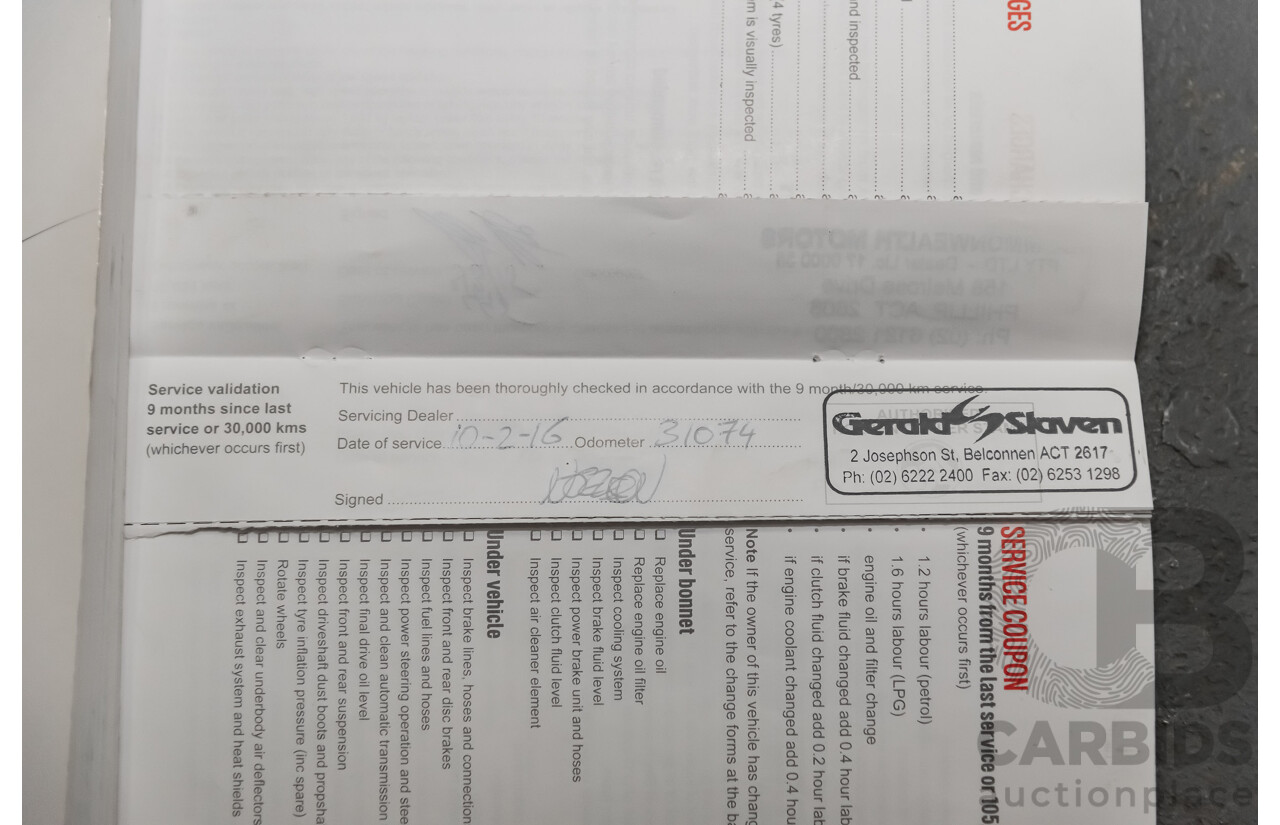 GES
4 tyres)
m is visually inspected
nd inspected
Service validation
9 months since last
service or 30,000 kms
(whichever occurs first)
This vehicle has been thoroughly checked in accordance with the 9 month/30,000 km service.
Servicing Dealer
Date of service 10-2-16 Odometer 31074
Signed
Gerald Slaven
2 Josephson St, Belconnen ACT 2617
Ph: (02) 6222 2400 Fax: (02) 6253 1298
SERVICE COUPON
9 months from the last service or 105
(whichever occurs first)
• 1.2 hours labour (petrol)
• 1.6 hours labour (LPG)
engine oil and filter change
• if brake fluid changed add 0.4 hour lab
• if clutch fluid changed add 0.2 hour lab
• if engine coolant changed add 0.4 hou
Note If the owner of this vehicle has chang
service, refer to the change forms at the ba
Under bonnet
Replace engine oil
Replace engine oil filter
Inspect cooling system
Inspect brake fluid level
Inspect power brake unit and hoses
Inspect clutch fluid level
Inspect air cleaner element
Under vehicle
Inspect brake lines, hoses and connection
Inspect front and rear disc brakes
Inspect fuel lines and hoses
Inspect power steering operation and stee
Inspect and clean automatic transmission
Inspect final drive oil level
Inspect front and rear suspension
Inspect driveshaft dust boots and propsha
Inspect tyre inflation pressure (inc spare)
Rotate wheels
Inspect and clear underbody air deflectors
Inspect exhaust system and heat shields
CARBIDS
uctionplace